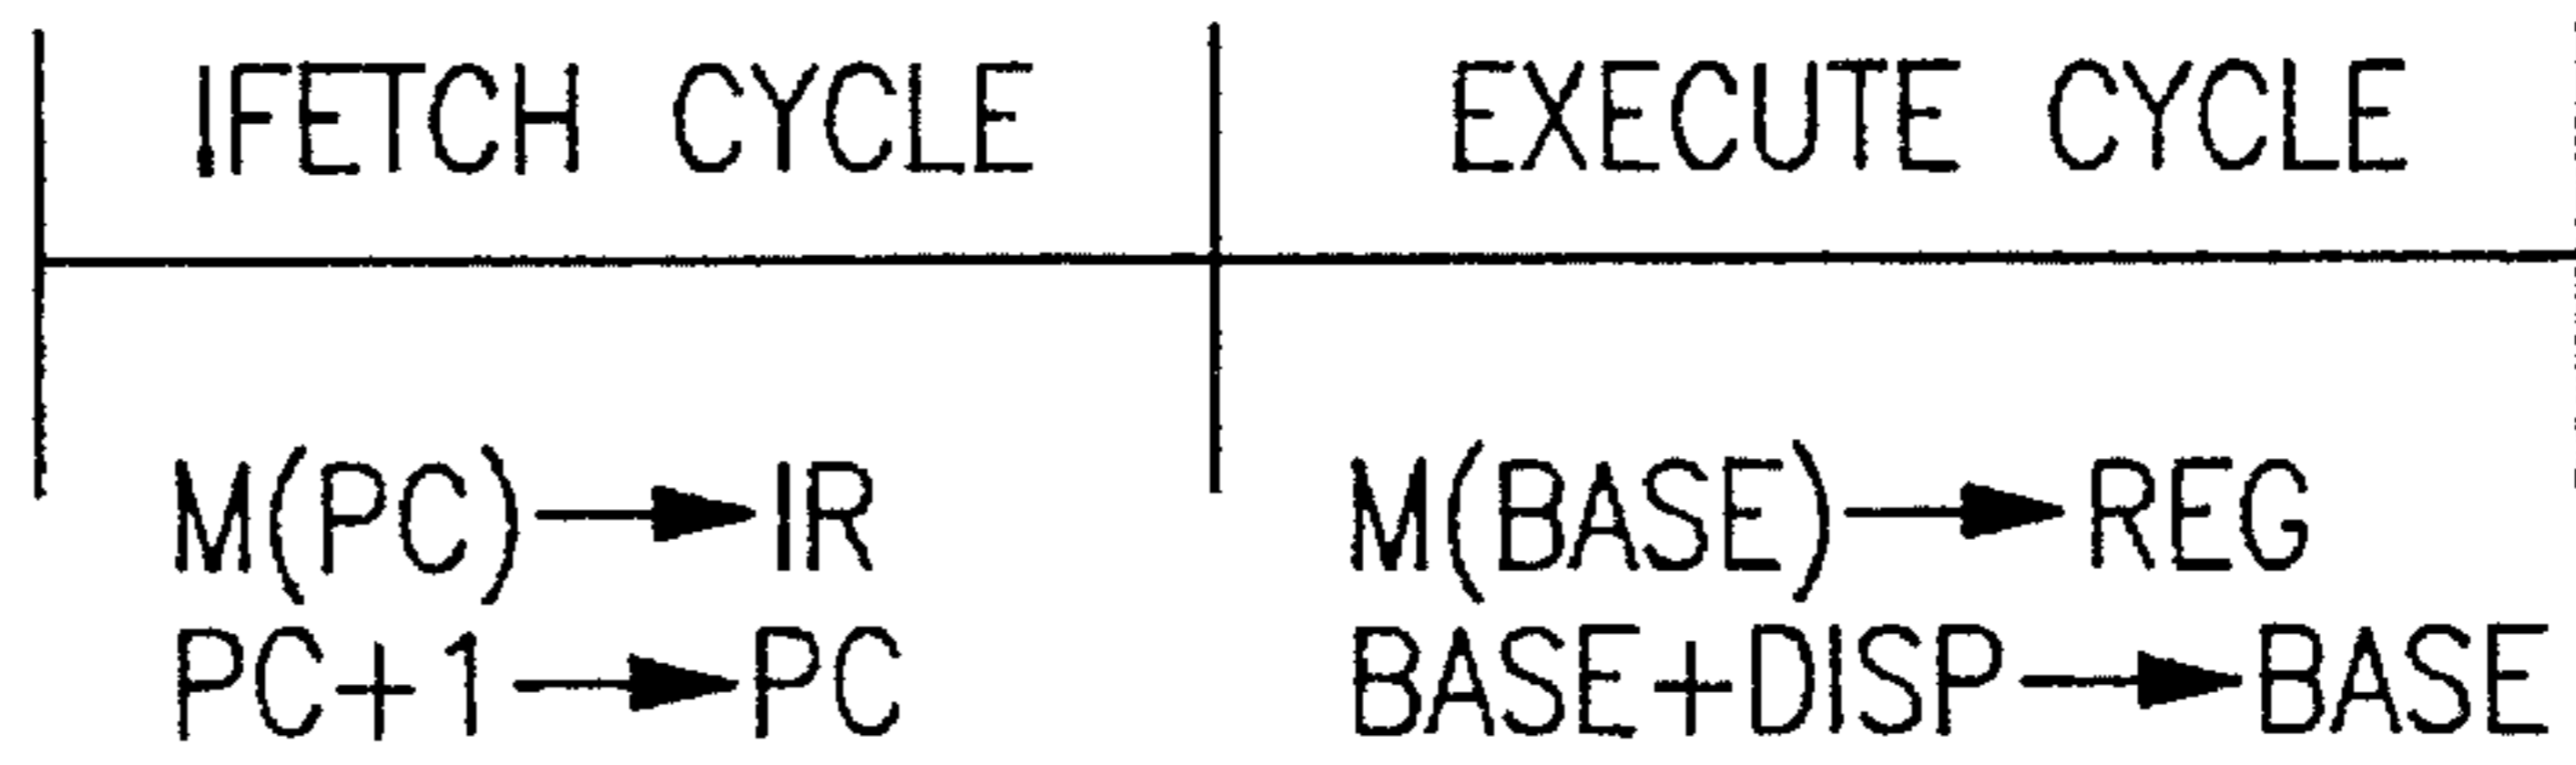 IFETCH CYCLE EXECUTE CYCLE
M(PC)→IR M(BASE)→REG
PC+1→PC BASE+DISP→BASE